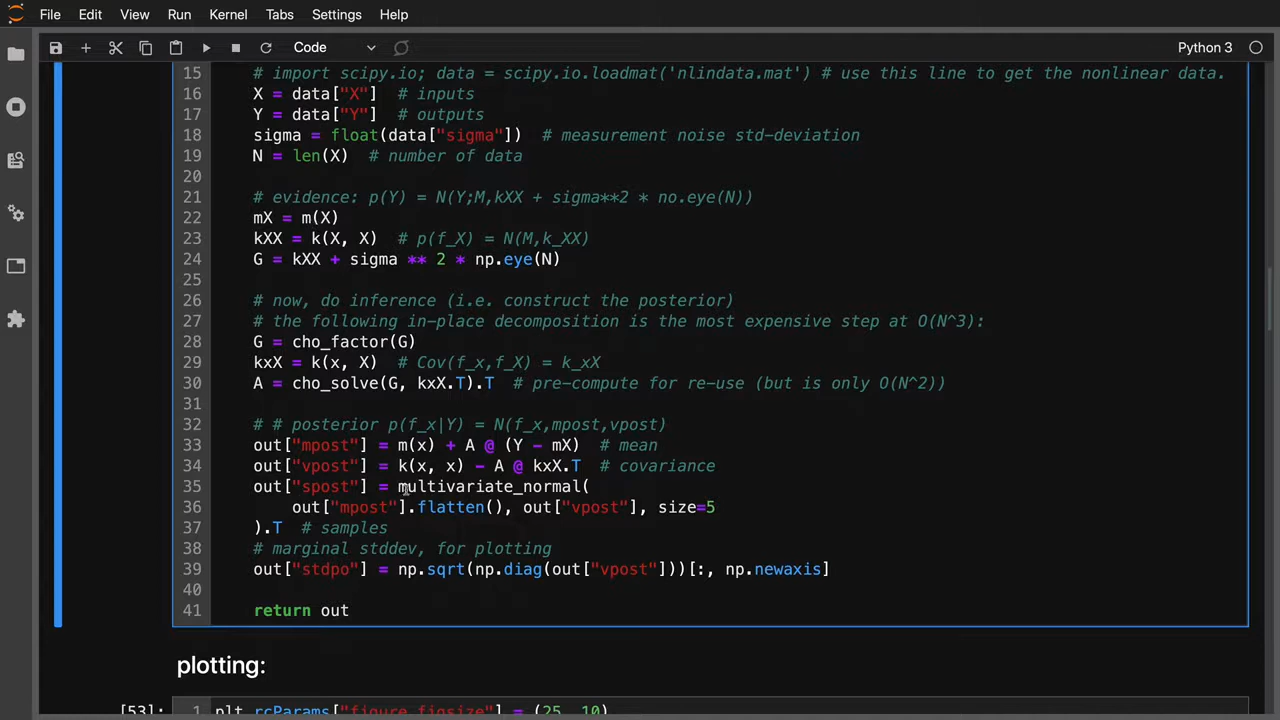 File Edit View Run Kernel Tabs Settings Help
Code Python 3
15 # import scipy.io; data = scipy.io.loadmat('nlindata.mat') # use this line to get the nonlinear data.
16 X = data["X"] # inputs
17 Y = data["Y"] # outputs
18 sigma = float(data["sigma"]) # measurement noise std-deviation
19 N = len(X) # number of data
20
21 # evidence: p(Y) = N(Y;M,kXX + sigma**2 * no.eye(N))
22 mX = m(X)
23 kXX = k(X, X) # p(f_X) = N(M,k_XX)
24 G = kXX + sigma ** 2 * np.eye(N)
25
26 # now, do inference (i.e. construct the posterior)
27 # the following in-place decomposition is the most expensive step at O(N^3):
28 G = cho_factor(G)
29 kxX = k(x, X) # Cov(f_x,f_X) = k_xX
30 A = cho_solve(G, kxX.T).T # pre-compute for re-use (but is only O(N^2))
31
32 # # posterior p(f_x|Y) = N(f_x,mpost,vpost)
33 out["mpost"] = m(x) + A @ (Y - mX) # mean
34 out["vpost"] = k(x, x) - A @ kxX.T # covariance
35 out["spost"] = multivariate_normal(
36 out["mpost"].flatten(), out["vpost"], size=5
37 ).T # samples
38 # marginal stddev, for plotting
39 out["stdpo"] = np.sqrt(np.diag(out["vpost"]))[:, np.newaxis]
40
41 return out
plotting:
[53]: 1 plt.rcParams["figure.figsize"] = (25, 10)